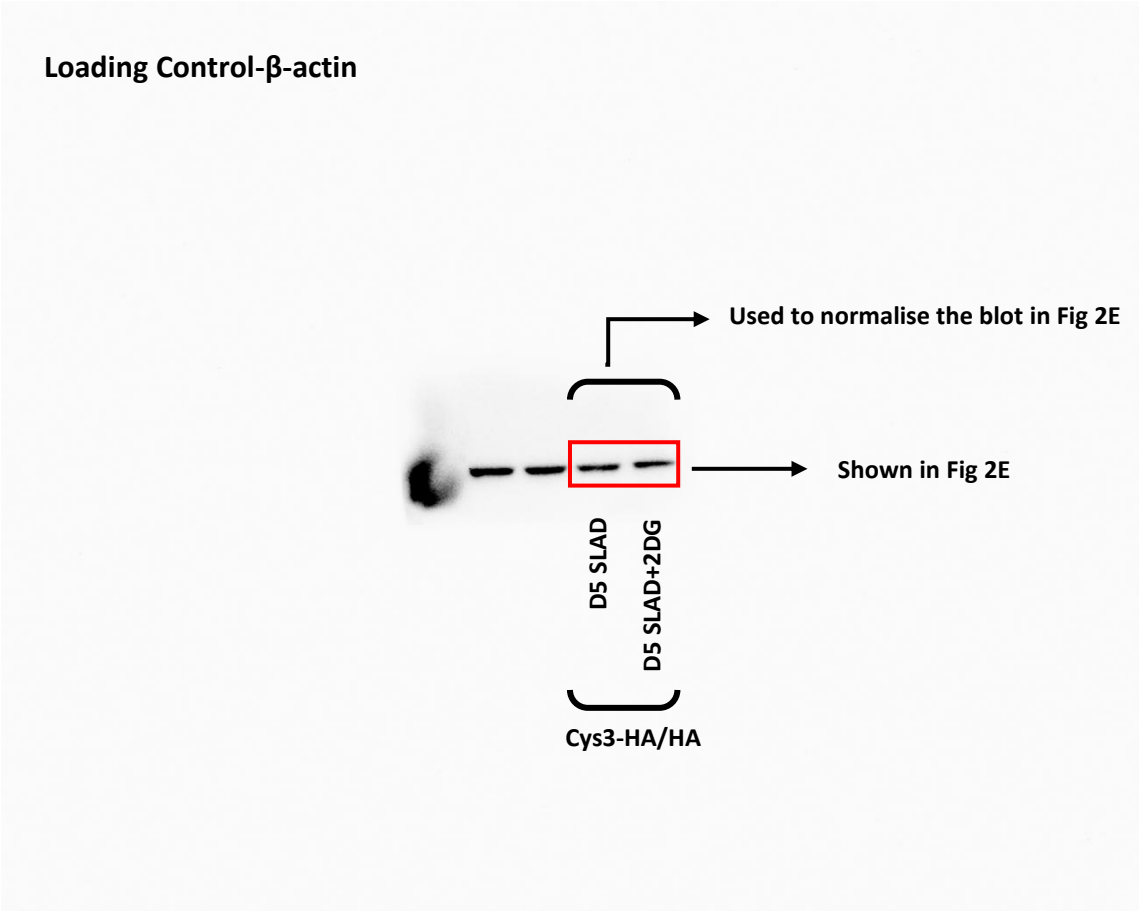 Loading Control-β-actin
Used to normalise the blot in Fig 2E
Shown in Fig 2E
D5 SLAD
D5 SLAD+2DG
Cys3-HA/HA